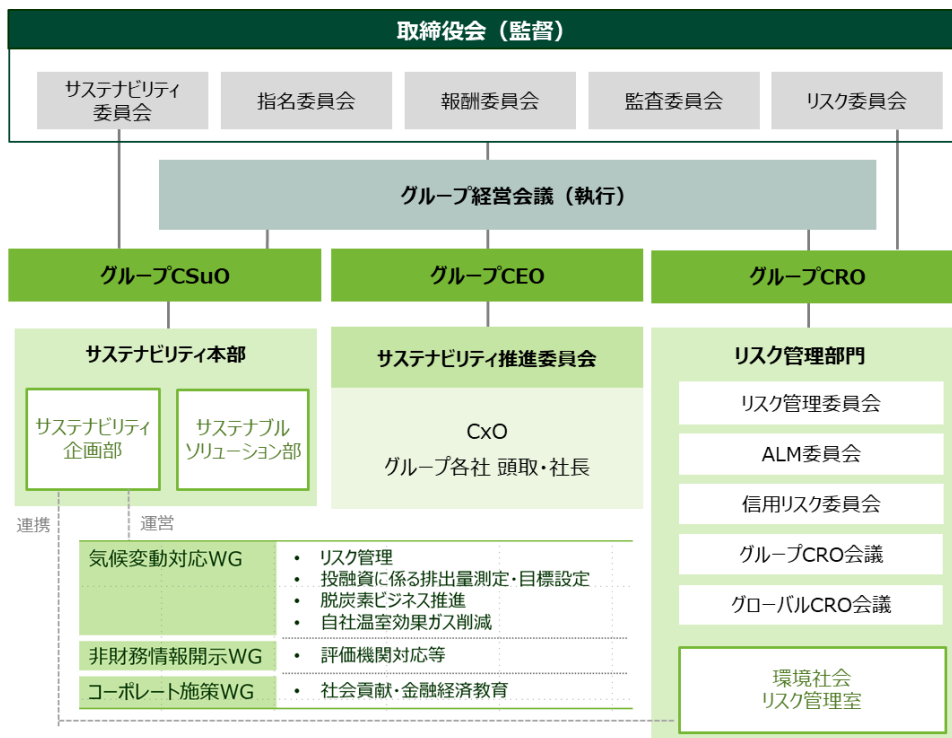 取締役会（監督）
サステナビリティ
委員会
指名委員会
報酬委員会
監査委員会
リスク委員会
グループ経営会議（執行）
グループCSuO
グループCEO
グループCRO
サステナビリティ本部
サステナビリティ
企画部
サステナブル
ソリューション部
サステナビリティ推進委員会
CxO
グループ各社 頭取・社長
リスク管理部門
リスク管理委員会
ALM委員会
信用リスク委員会
グループCRO会議
グローバルCRO会議
環境社会
リスク管理室
連携
運営
気候変動対応WG
• リスク管理
• 投融資に係る排出量測定・目標設定
• 脱炭素ビジネス推進
• 自社温室効果ガス削減
非財務情報開示WG
• 評価機関対応等
コーポレート施策WG
• 社会貢献・金融経済教育